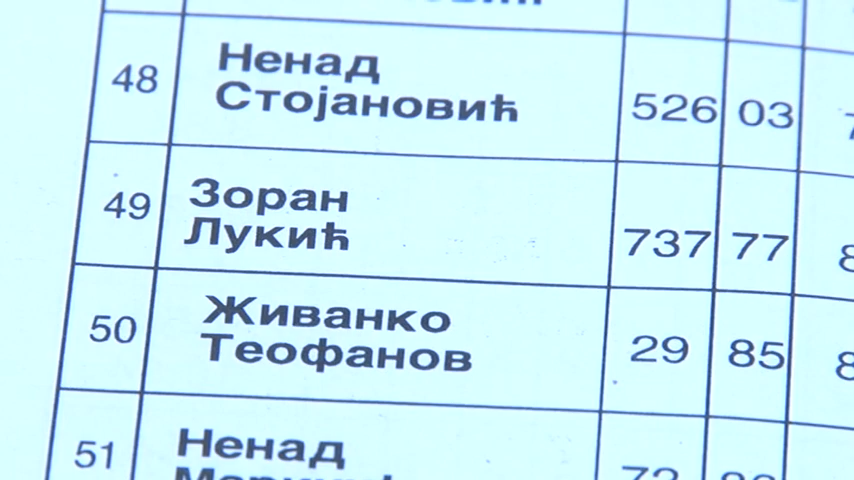 48 Ненад
Стојановић 526 03
49 Зоран
Лукић 737 77
50 Живанко
Теофанов 29 85
51 Ненад